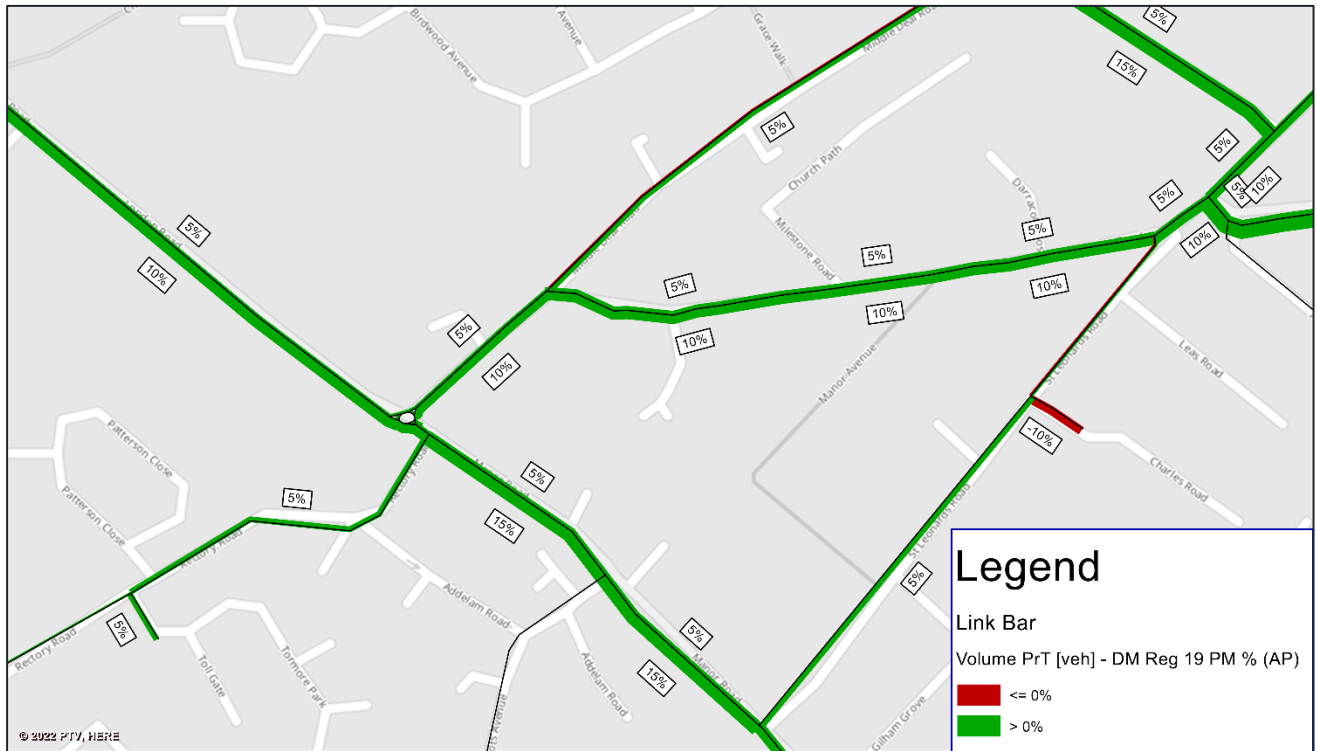 Birdwood Avenue
Avenue
Grace Walk
Middle Deal Road
5%
15%
5%
Church Path
Darraco
5%
5%
10%
London Road
5%
Milestone Road
5%
5%
10%
10%
5%
10%
10%
5%
10%
10%
Manor Avenue
St Leonards Road
Leas Road
-10%
Charles Road
Patterson Close
Patterson Close
5%
Rectory Road
Manor Road
5%
15%
Rectory Road
St Leonards Road
5%
Addelam Road
5%
Rectory Road
Toll Gate
Tormore Park
Addelam Road
5%
15%
Manor Road
Gilham Grove
Legend
Link Bar
Volume PrT [veh] - DM Reg 19 PM % (AP)
<= 0%
> 0%
© 2022 PTV, HERE